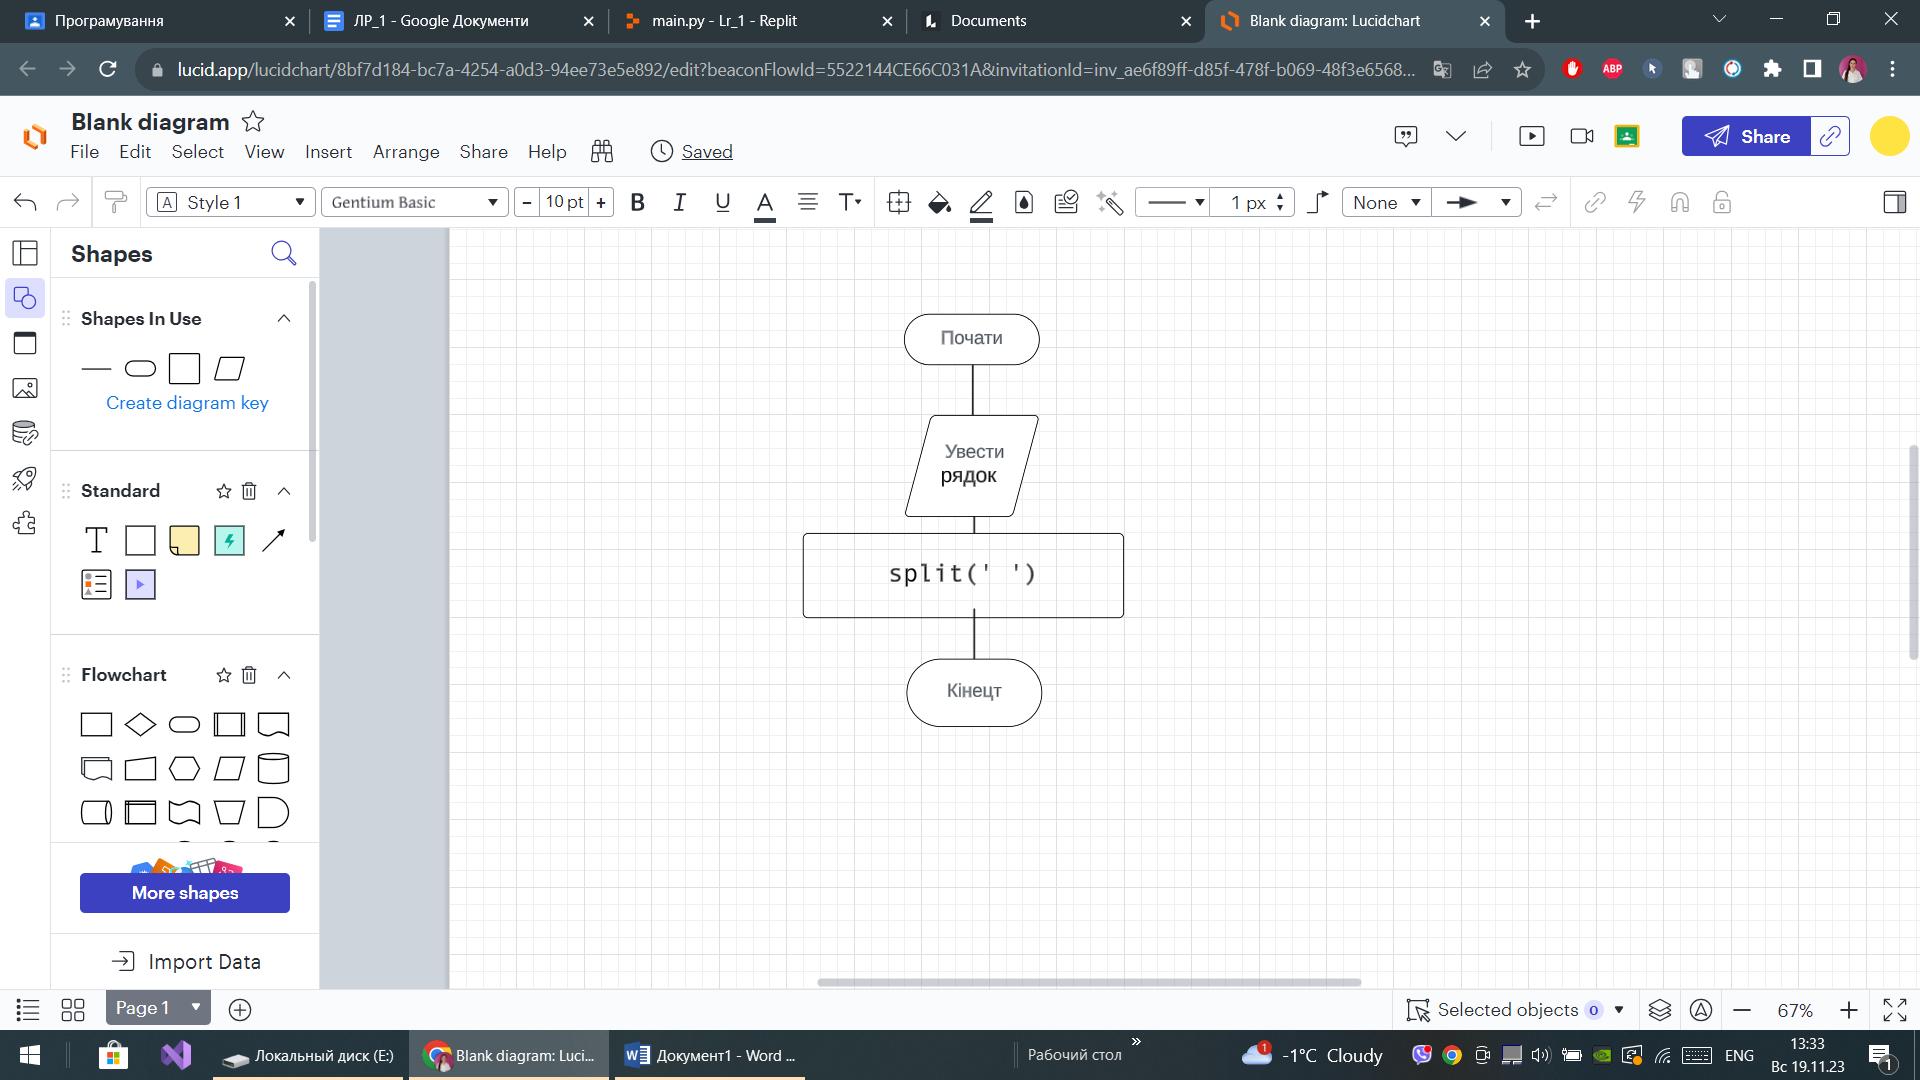 Програмування
ЛР_1 - Google Документи
main.py - Lr_1 - Replit
Documents
Blank diagram: Lucidchart
lucid.app/lucidchart/8bf7d184-bc7a-4254-a0d3-94ee73e5e892/edit?beaconFlowId=5522144CE66C031A&invitationId=inv_ae6f89ff-d85f-478f-b069-48f3e6568...
ABP
Blank diagram
File Edit Select View Insert Arrange Share Help Saved
Share
A Style 1 Gentium Basic - 10 pt + B I U A T 1 px None
Shapes
Shapes In Use
Create diagram key
Standard
T
Flowchart
More shapes
Import Data
Почати
Увести
рядок
split(' ')
Кінецт
Page 1
Selected objects 0
67%
Локальный диск (E:)
Blank diagram: Luci...
Документ1 - Word ...
Рабочий стол
»
1
-1°C Cloudy
ENG
13:33
Вс 19.11.23
1